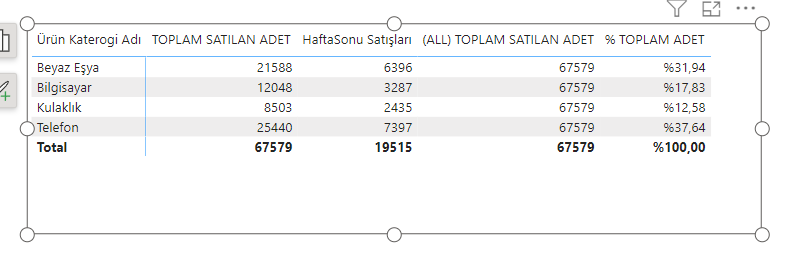 Ürün Katerogi Adı TOPLAM SATILAN ADET HaftaSonu Satışları (ALL) TOPLAM SATILAN ADET % TOPLAM ADET
Beyaz Eşya 21588 6396 67579 %31,94
Bilgisayar 12048 3287 67579 %17,83
Kulaklık 8503 2435 67579 %12,58
Telefon 25440 7397 67579 %37,64
Total 67579 19515 67579 %100,00